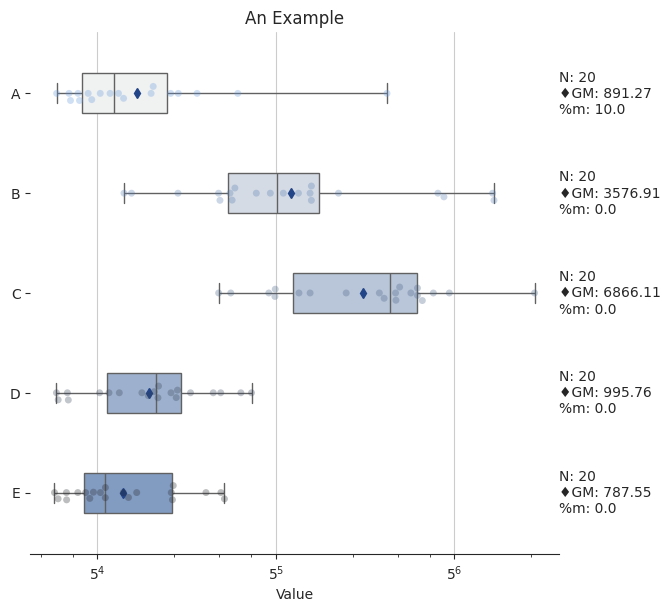 An Example
A
N: 20
♦GM: 891.27
%m: 10.0
B
N: 20
♦GM: 3576.91
%m: 0.0
C
N: 20
♦GM: 6866.11
%m: 0.0
D
N: 20
♦GM: 995.76
%m: 0.0
E
N: 20
♦GM: 787.55
%m: 0.0
5⁴ 5⁵ 5⁶
Value